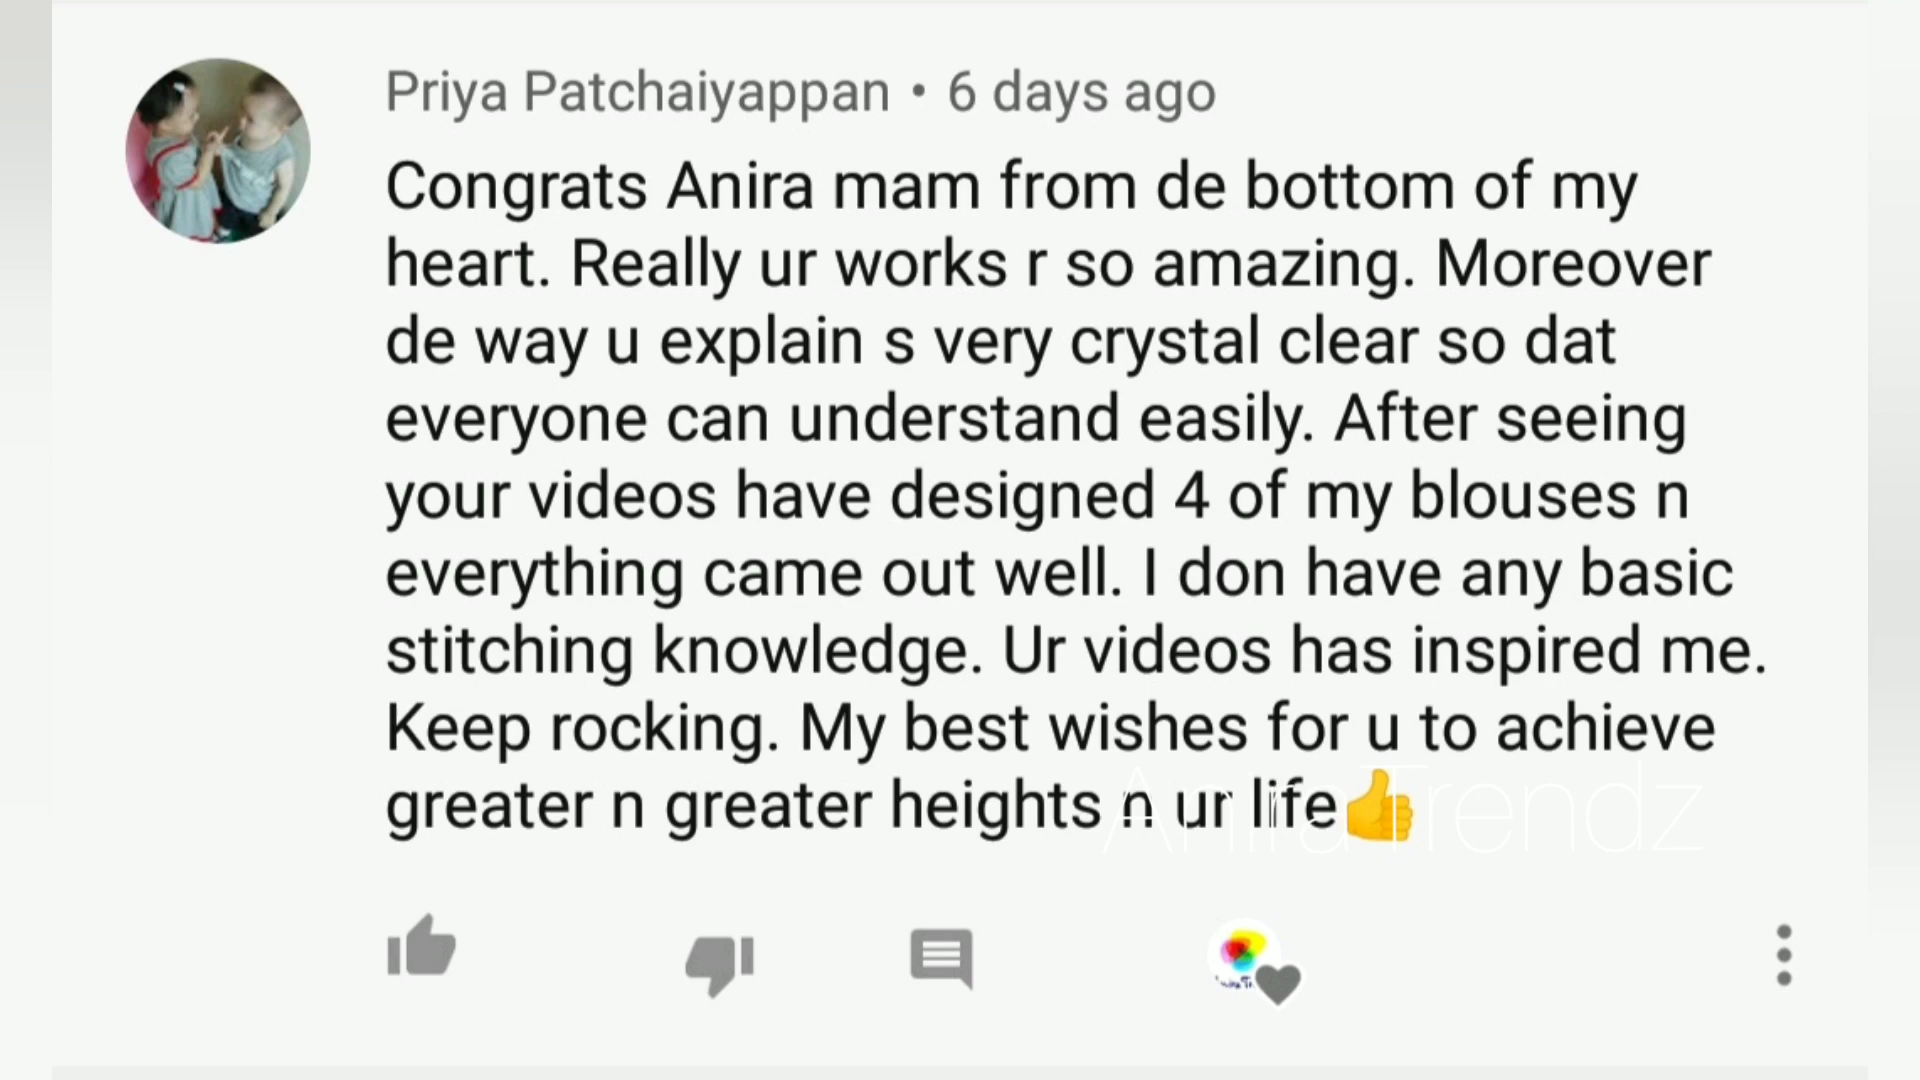 Priya Patchaiyappan • 6 days ago
Congrats Anira mam from de bottom of my
heart. Really ur works r so amazing. Moreover
de way u explain s very crystal clear so dat
everyone can understand easily. After seeing
your videos have designed 4 of my blouses n
everything came out well. I don have any basic
stitching knowledge. Ur videos has inspired me.
Keep rocking. My best wishes for u to achieve
greater n greater heights n ur life👍
Anira Trendz